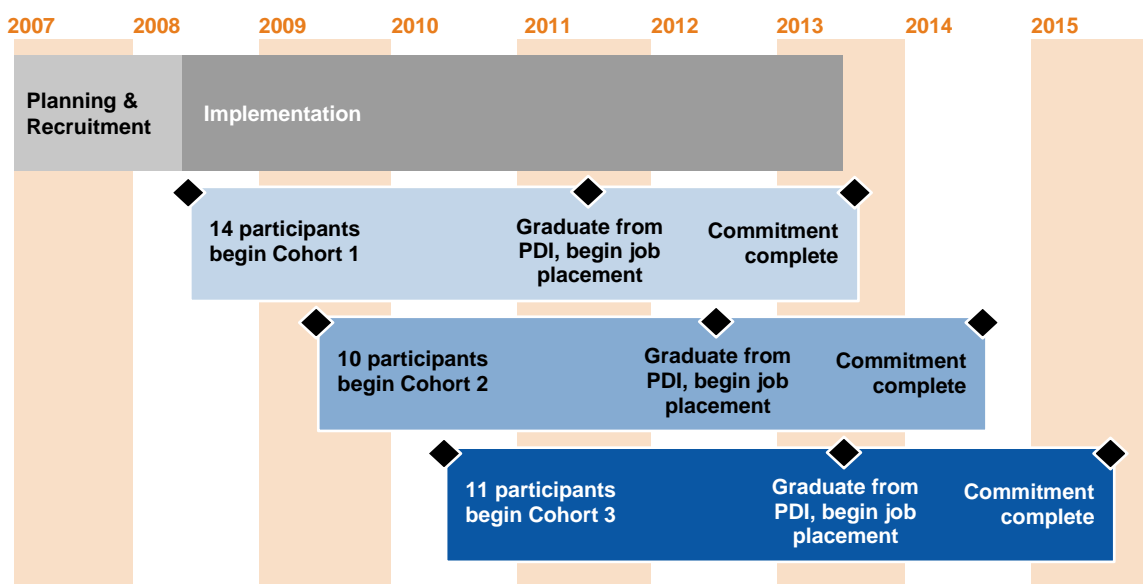 2007 2008 2009 2010 2011 2012 2013 2014 2015
Planning &
Recruitment
Implementation
14 participants
begin Cohort 1
Graduate from
PDI, begin job
placement
Commitment
complete
10 participants
begin Cohort 2
Graduate from
PDI, begin job
placement
Commitment
complete
11 participants
begin Cohort 3
Graduate from
PDI, begin job
placement
Commitment
complete